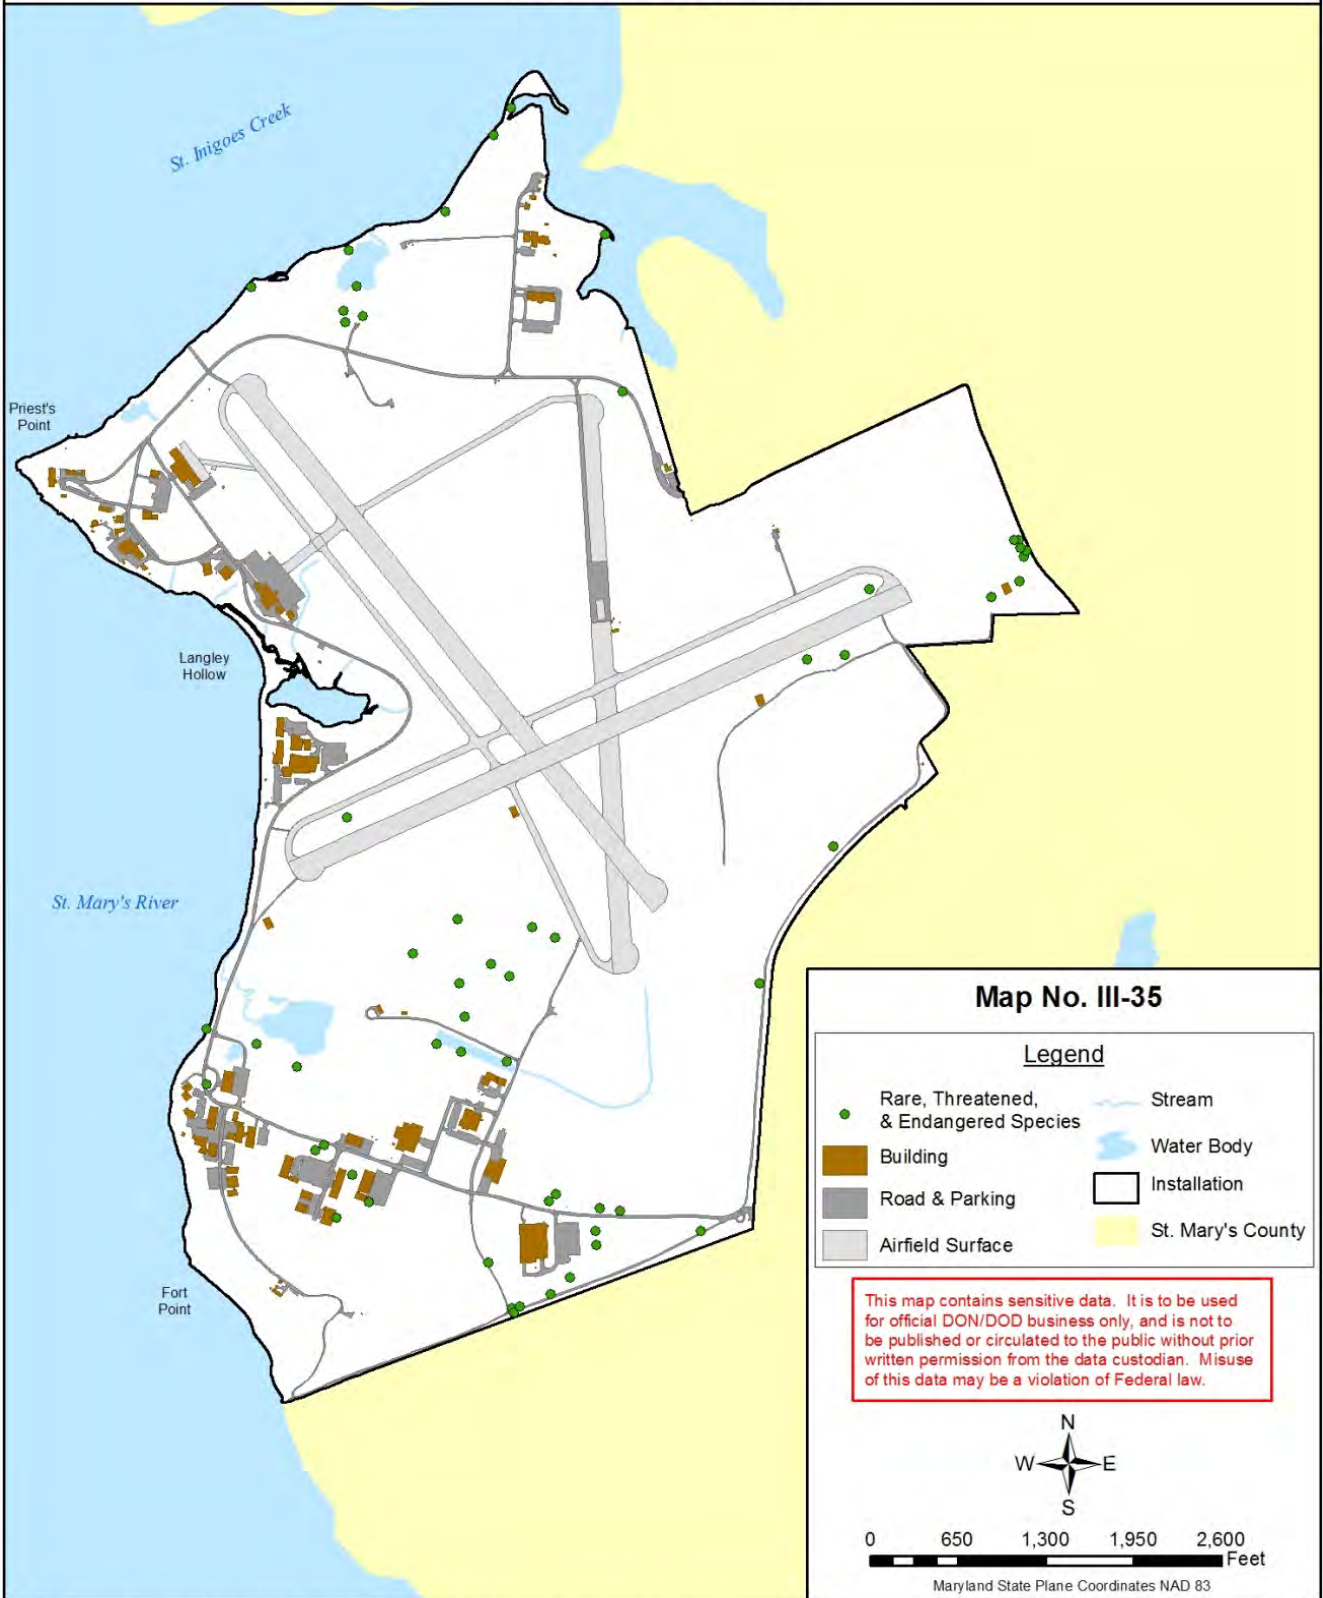 St. Inigoes Creek
Priest's
Point
Langley
Hollow
St. Mary's River
Fort
Point
Map No. III-35
Legend
Rare, Threatened,
& Endangered Species
Building
Road & Parking
Airfield Surface
Stream
Water Body
Installation
St. Mary's County
This map contains sensitive data. It is to be used
for official DON/DOD business only, and is not to
be published or circulated to the public without prior
written permission from the data custodian. Misuse
of this data may be a violation of Federal law.
N
W E
S
0 650 1,300 1,950 2,600
Feet
Maryland State Plane Coordinates NAD 83